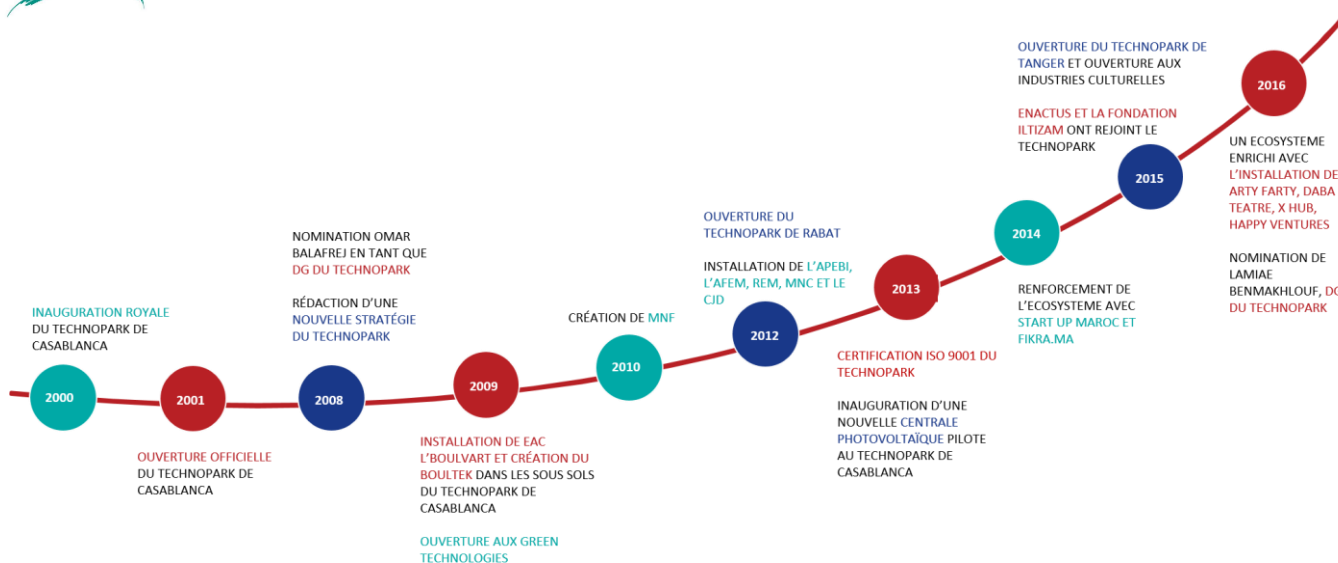 2000
INAUGURATION ROYALE
DU TECHNOPARK DE
CASABLANCA
2001
OUVERTURE OFFICIELLE
DU TECHNOPARK DE
CASABLANCA
2008
NOMINATION OMAR
BALAFREJ EN TANT QUE
DG DU TECHNOPARK
RÉDACTION D’UNE
NOUVELLE STRATÉGIE
DU TECHNOPARK
2009
INSTALLATION DE EAC
L’BOULVART ET CRÉATION DU
BOULTEK DANS LES SOUS SOLS
DU TECHNOPARK DE
CASABLANCA
OUVERTURE AUX GREEN
TECHNOLOGIES
2010
CRÉATION DE MNF
2012
OUVERTURE DU
TECHNOPARK DE RABAT
INSTALLATION DE L’APEBI,
L’AFEM, REM, MNC ET LE
CJD
2013
CERTIFICATION ISO 9001 DU
TECHNOPARK
INAUGURATION D’UNE
NOUVELLE CENTRALE
PHOTOVOLTAÏQUE PILOTE
AU TECHNOPARK DE
CASABLANCA
2014
RENFORCEMENT DE
L’ECOSYSTEME AVEC
START UP MAROC ET
FIKRA.MA
2015
OUVERTURE DU TECHNOPARK DE
TANGER ET OUVERTURE AUX
INDUSTRIES CULTURELLES
ENACTUS ET LA FONDATION
ILTIZAM ONT REJOINT LE
TECHNOPARK
2016
UN ECOSYSTEME
ENRICHI AVEC
L’INSTALLATION DE
ARTY FARTY, DABA
TEATRE, X HUB,
HAPPY VENTURES
NOMINATION DE
LAMIAE
BENMAKHLOUF, DG
DU TECHNOPARK